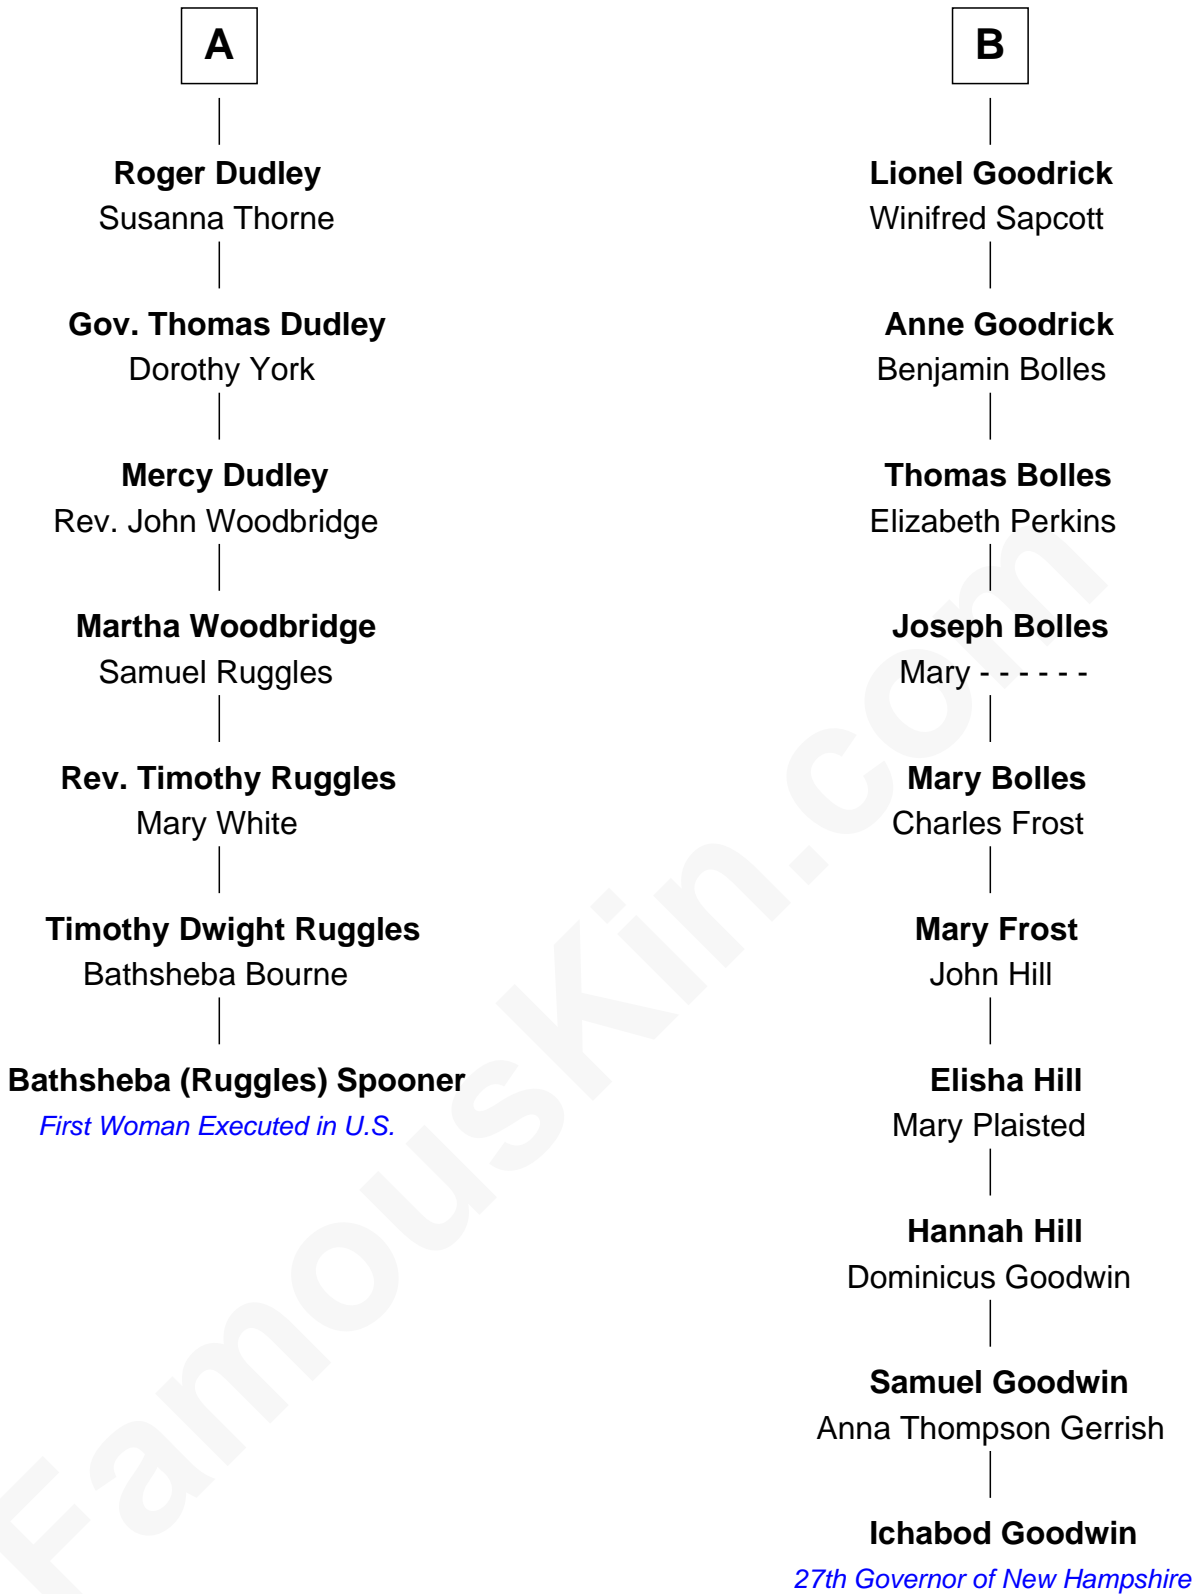 A
Roger Dudley
Susanna Thorne
Gov. Thomas Dudley
Dorothy York
Mercy Dudley
Rev. John Woodbridge
Martha Woodbridge
Samuel Ruggles
Rev. Timothy Ruggles
Mary White
Timothy Dwight Ruggles
Bathsheba Bourne
Bathsheba (Ruggles) Spooner
First Woman Executed in U.S.
B
Lionel Goodrick
Winifred Sapcott
Anne Goodrick
Benjamin Bolles
Thomas Bolles
Elizabeth Perkins
Joseph Bolles
Mary - - - - - -
Mary Bolles
Charles Frost
Mary Frost
John Hill
Elisha Hill
Mary Plaisted
Hannah Hill
Dominicus Goodwin
Samuel Goodwin
Anna Thompson Gerrish
Ichabod Goodwin
27th Governor of New Hampshire
FamousKin.com